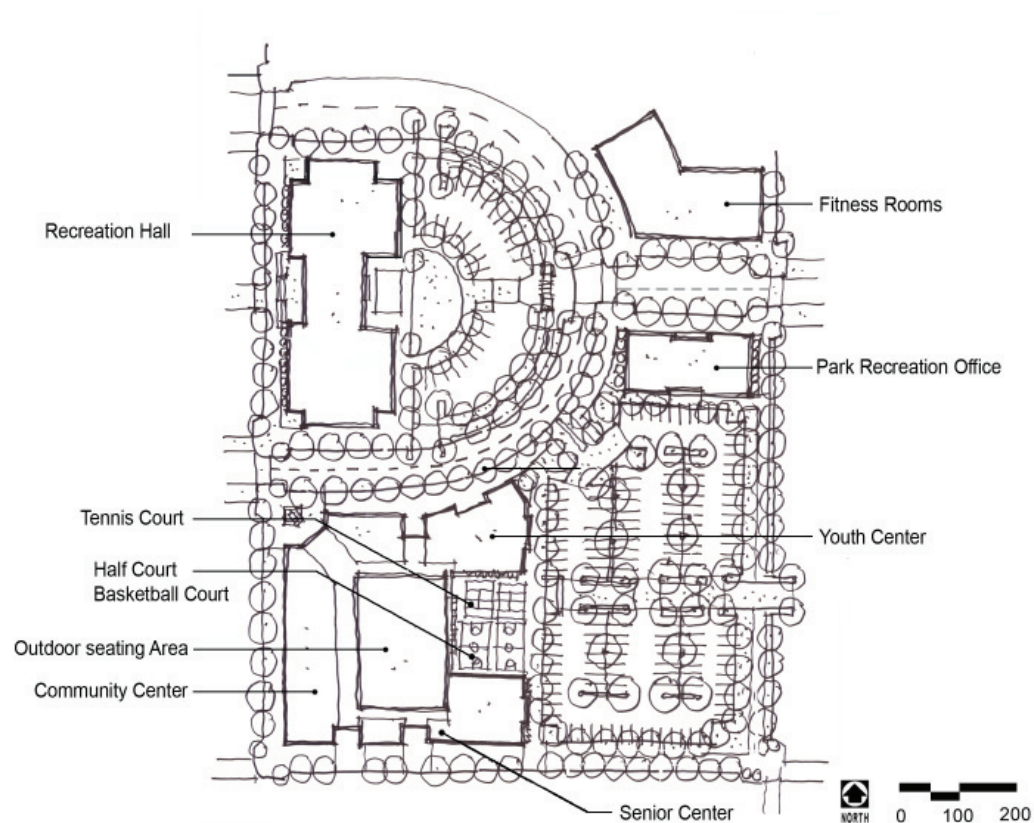 Fitness Rooms
Recreation Hall
Park Recreation Office
Tennis Court
Youth Center
Half Court
Basketball Court
Outdoor seating Area
Community Center
Senior Center
NORTH
0 100 200